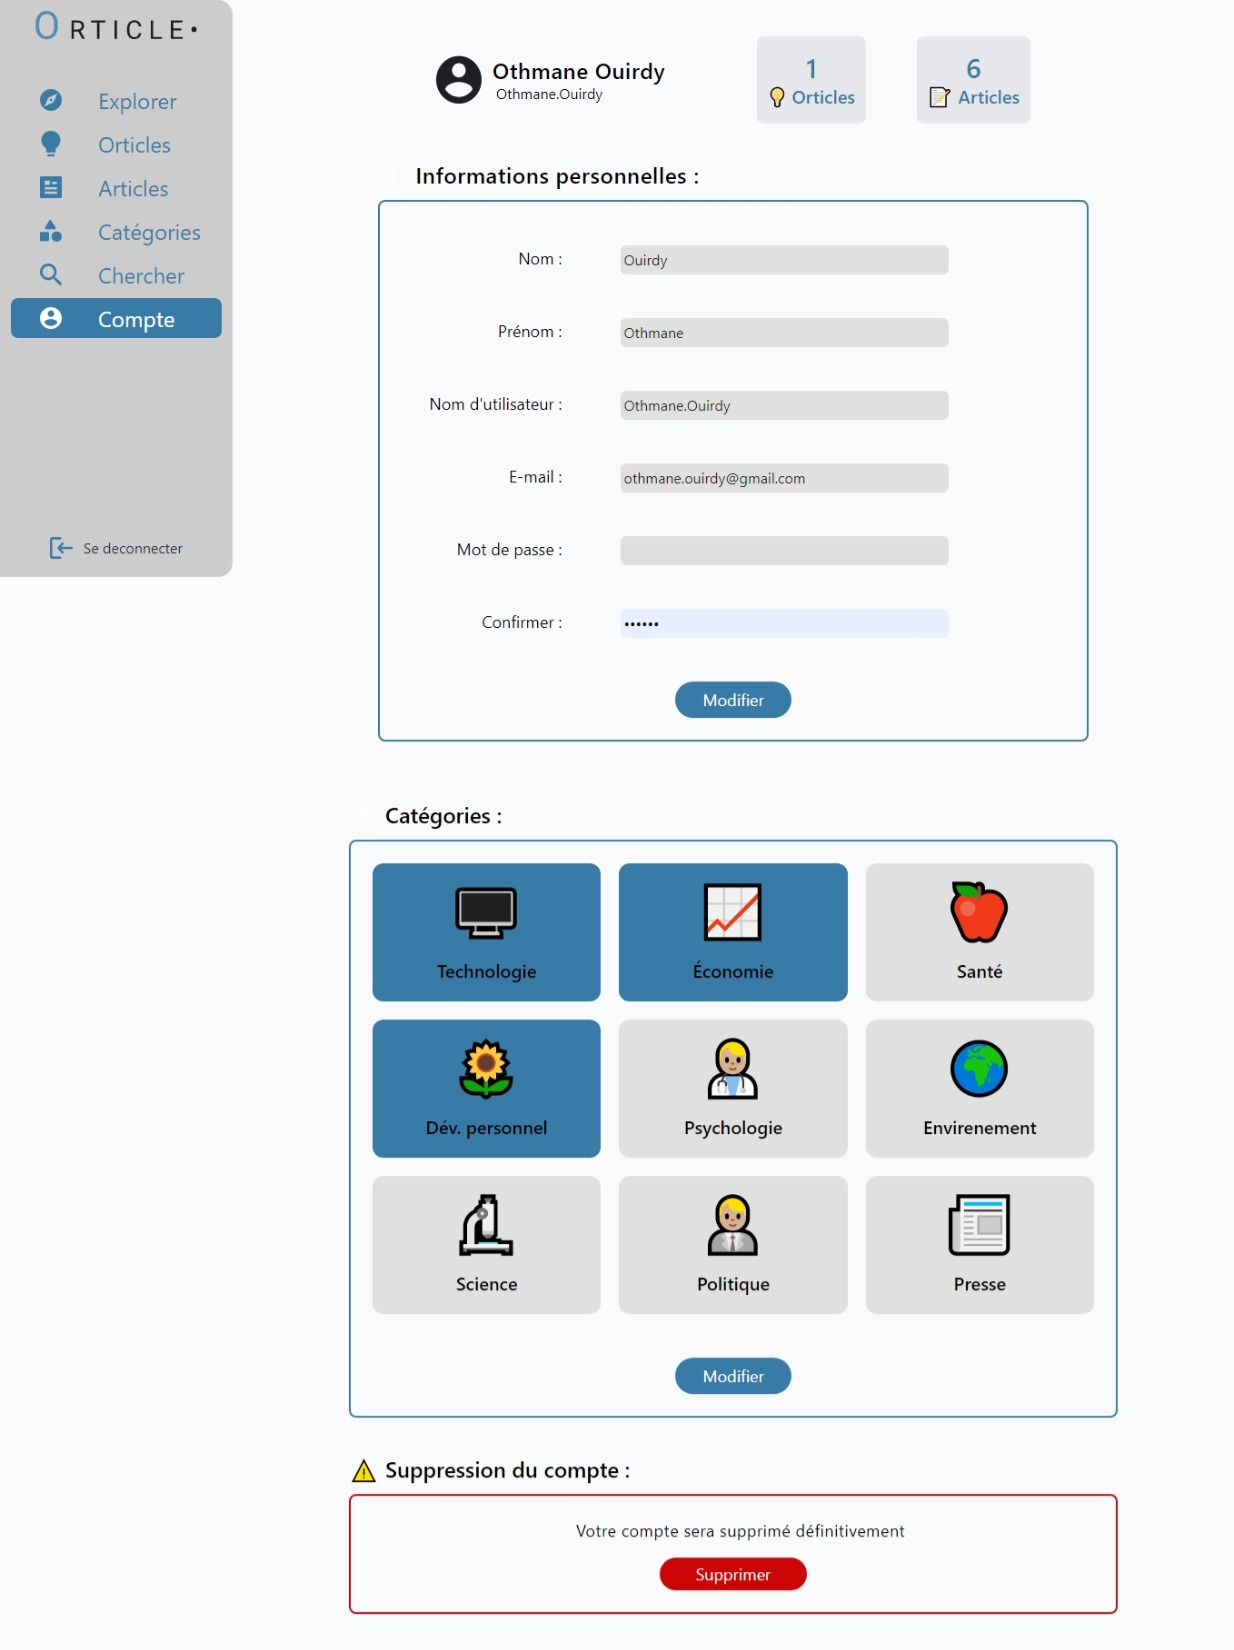 ORTICLE•
Explorer
Orticles
Articles
Catégories
Chercher
Compte
Se deconnecter
Othmane Ouirdy
Othmane.Ouirdy
1
Orticles
6
Articles
Informations personnelles :
Nom :
Ouirdy
Prénom :
Othmane
Nom d'utilisateur :
Othmane.Ouirdy
E-mail :
othmane.ouirdy@gmail.com
Mot de passe :
Confirmer :
••••••
Modifier
Catégories :
Technologie
Économie
Santé
Dév. personnel
Psychologie
Envirenement
Science
Politique
Presse
Modifier
Suppression du compte :
Votre compte sera supprimé définitivement
Supprimer